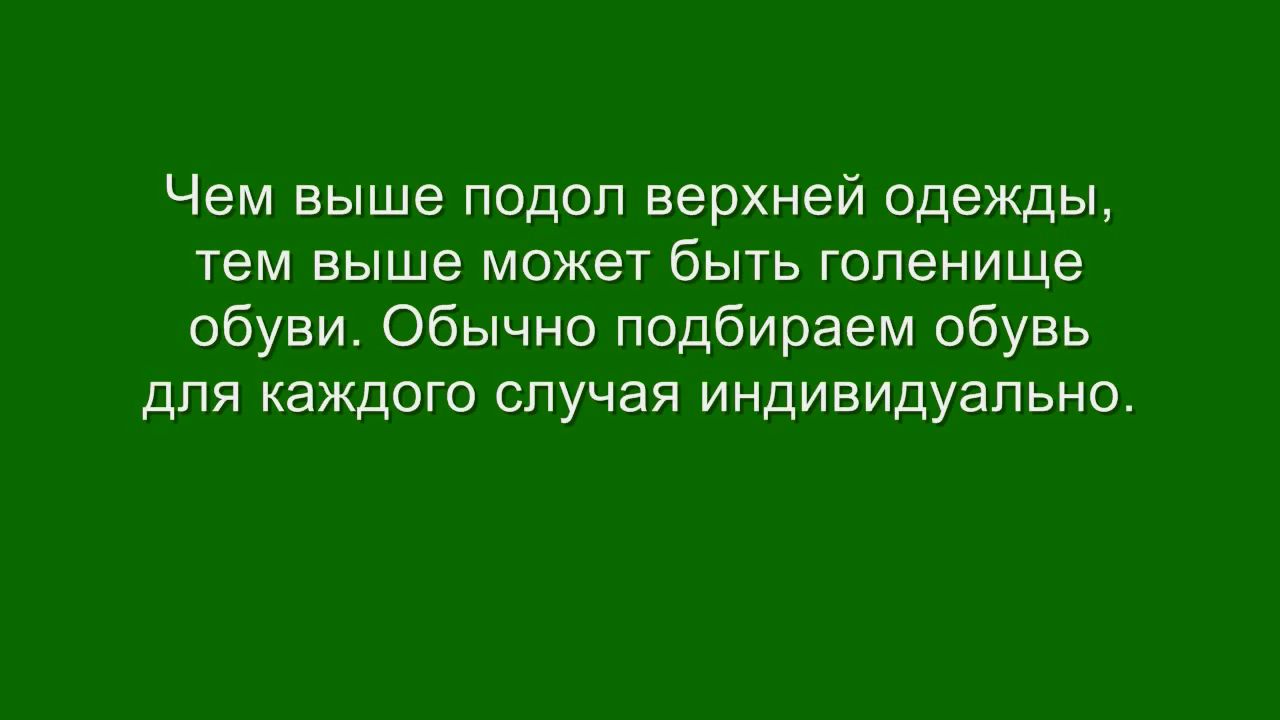 Чем выше подол верхней одежды,
тем выше может быть голенище
обуви. Обычно подбираем обувь
для каждого случая индивидуально.